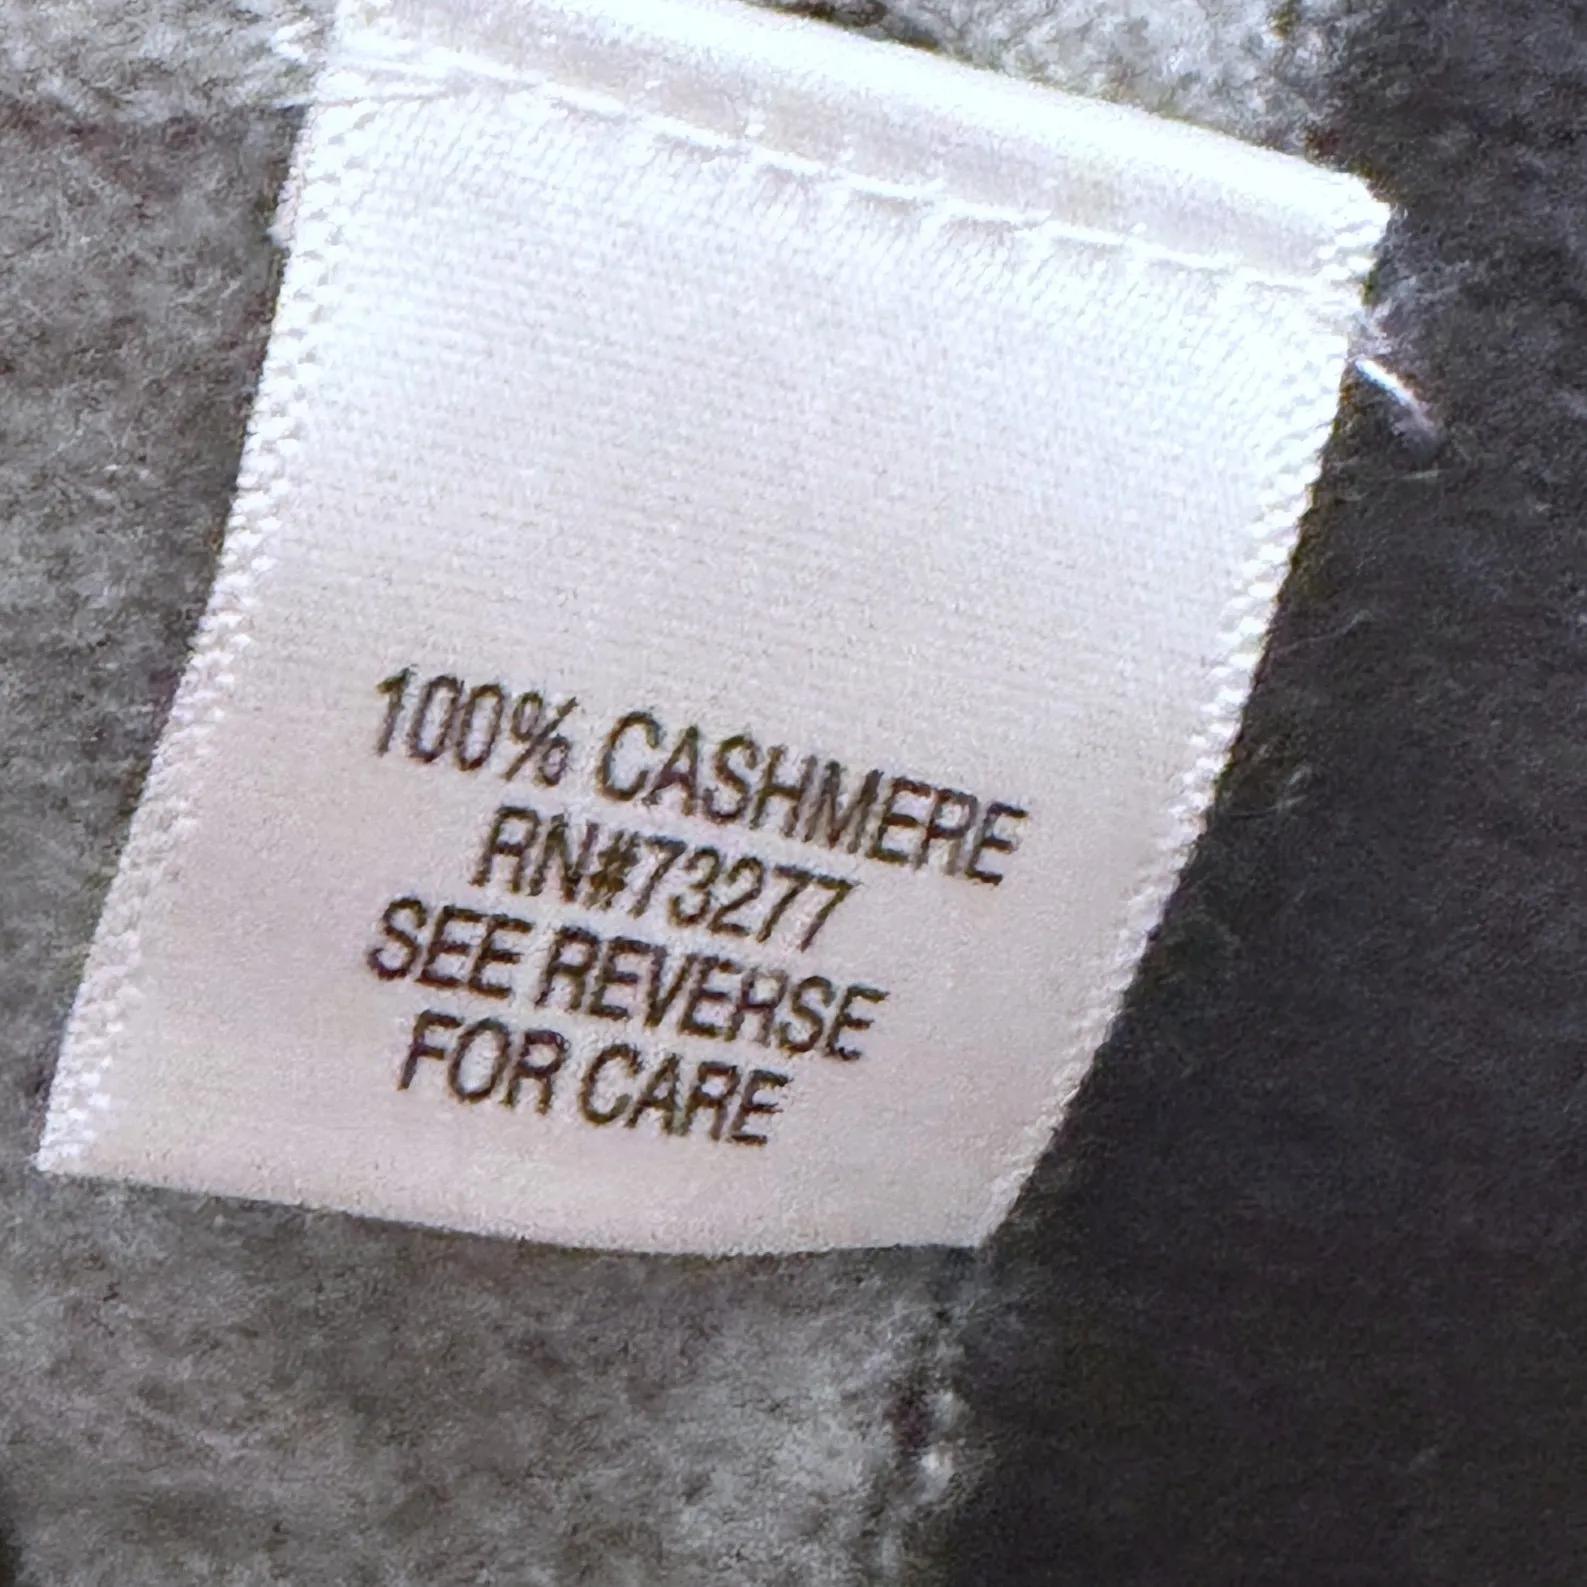 100% CASHMERE
RN#73277
SEE REVERSE
FOR CARE